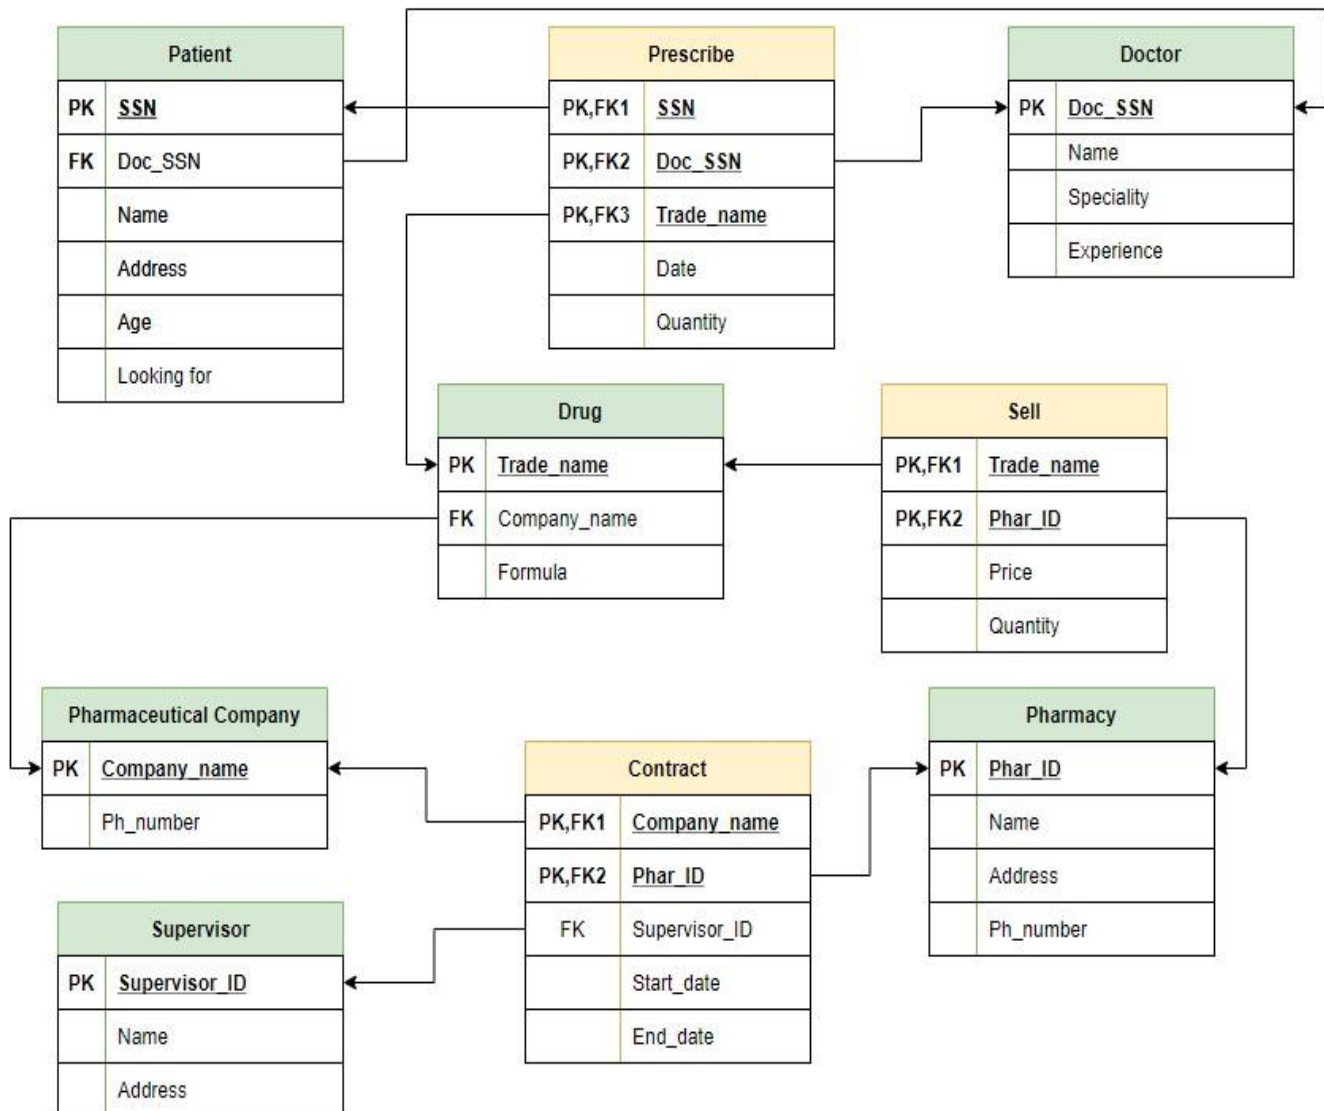 Patient
PK SSN
FK Doc_SSN
Name
Address
Age
Looking for
Prescribe
PK,FK1 SSN
PK,FK2 Doc_SSN
PK,FK3 Trade_name
Date
Quantity
Doctor
PK Doc_SSN
Name
Speciality
Experience
Drug
PK Trade_name
FK Company_name
Formula
Sell
PK,FK1 Trade_name
PK,FK2 Phar_ID
Price
Quantity
Pharmaceutical Company
PK Company_name
Ph_number
Contract
PK,FK1 Company_name
PK,FK2 Phar_ID
FK Supervisor_ID
Start_date
End_date
Pharmacy
PK Phar_ID
Name
Address
Ph_number
Supervisor
PK Supervisor_ID
Name
Address